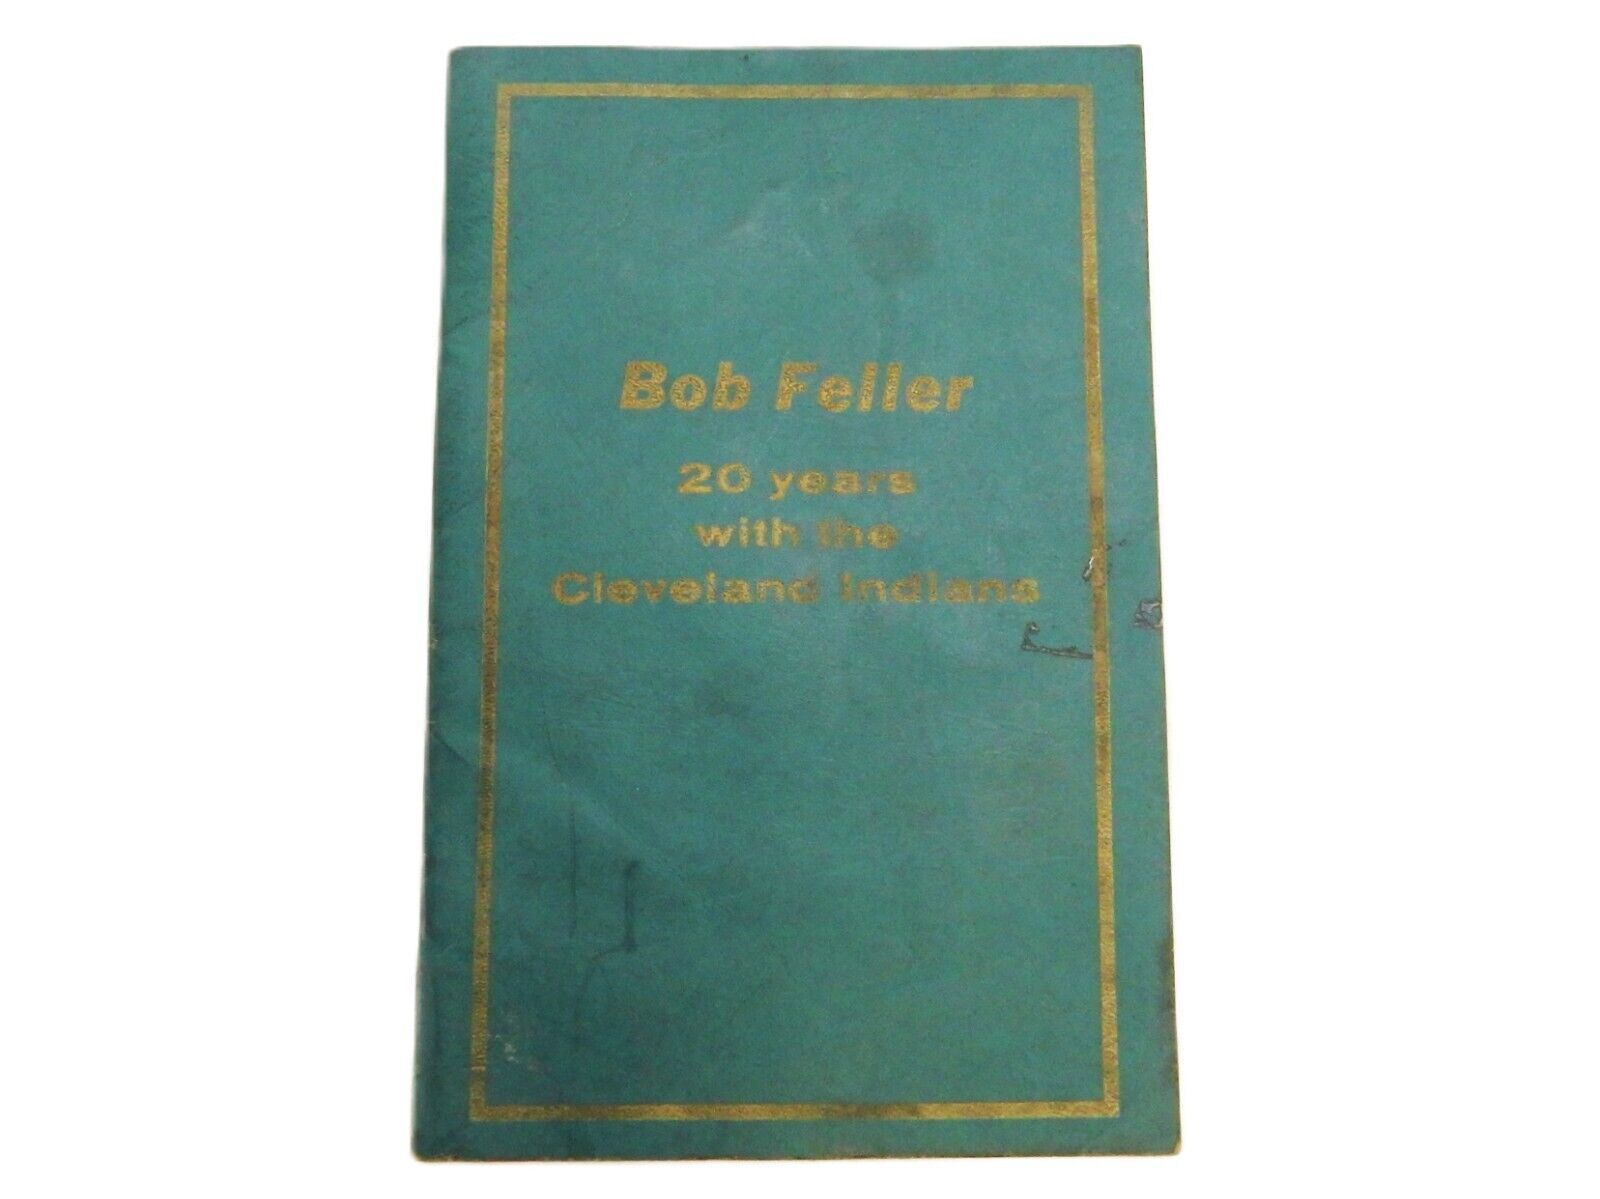 Bob Feller
20 years
with the
Cleveland Indians